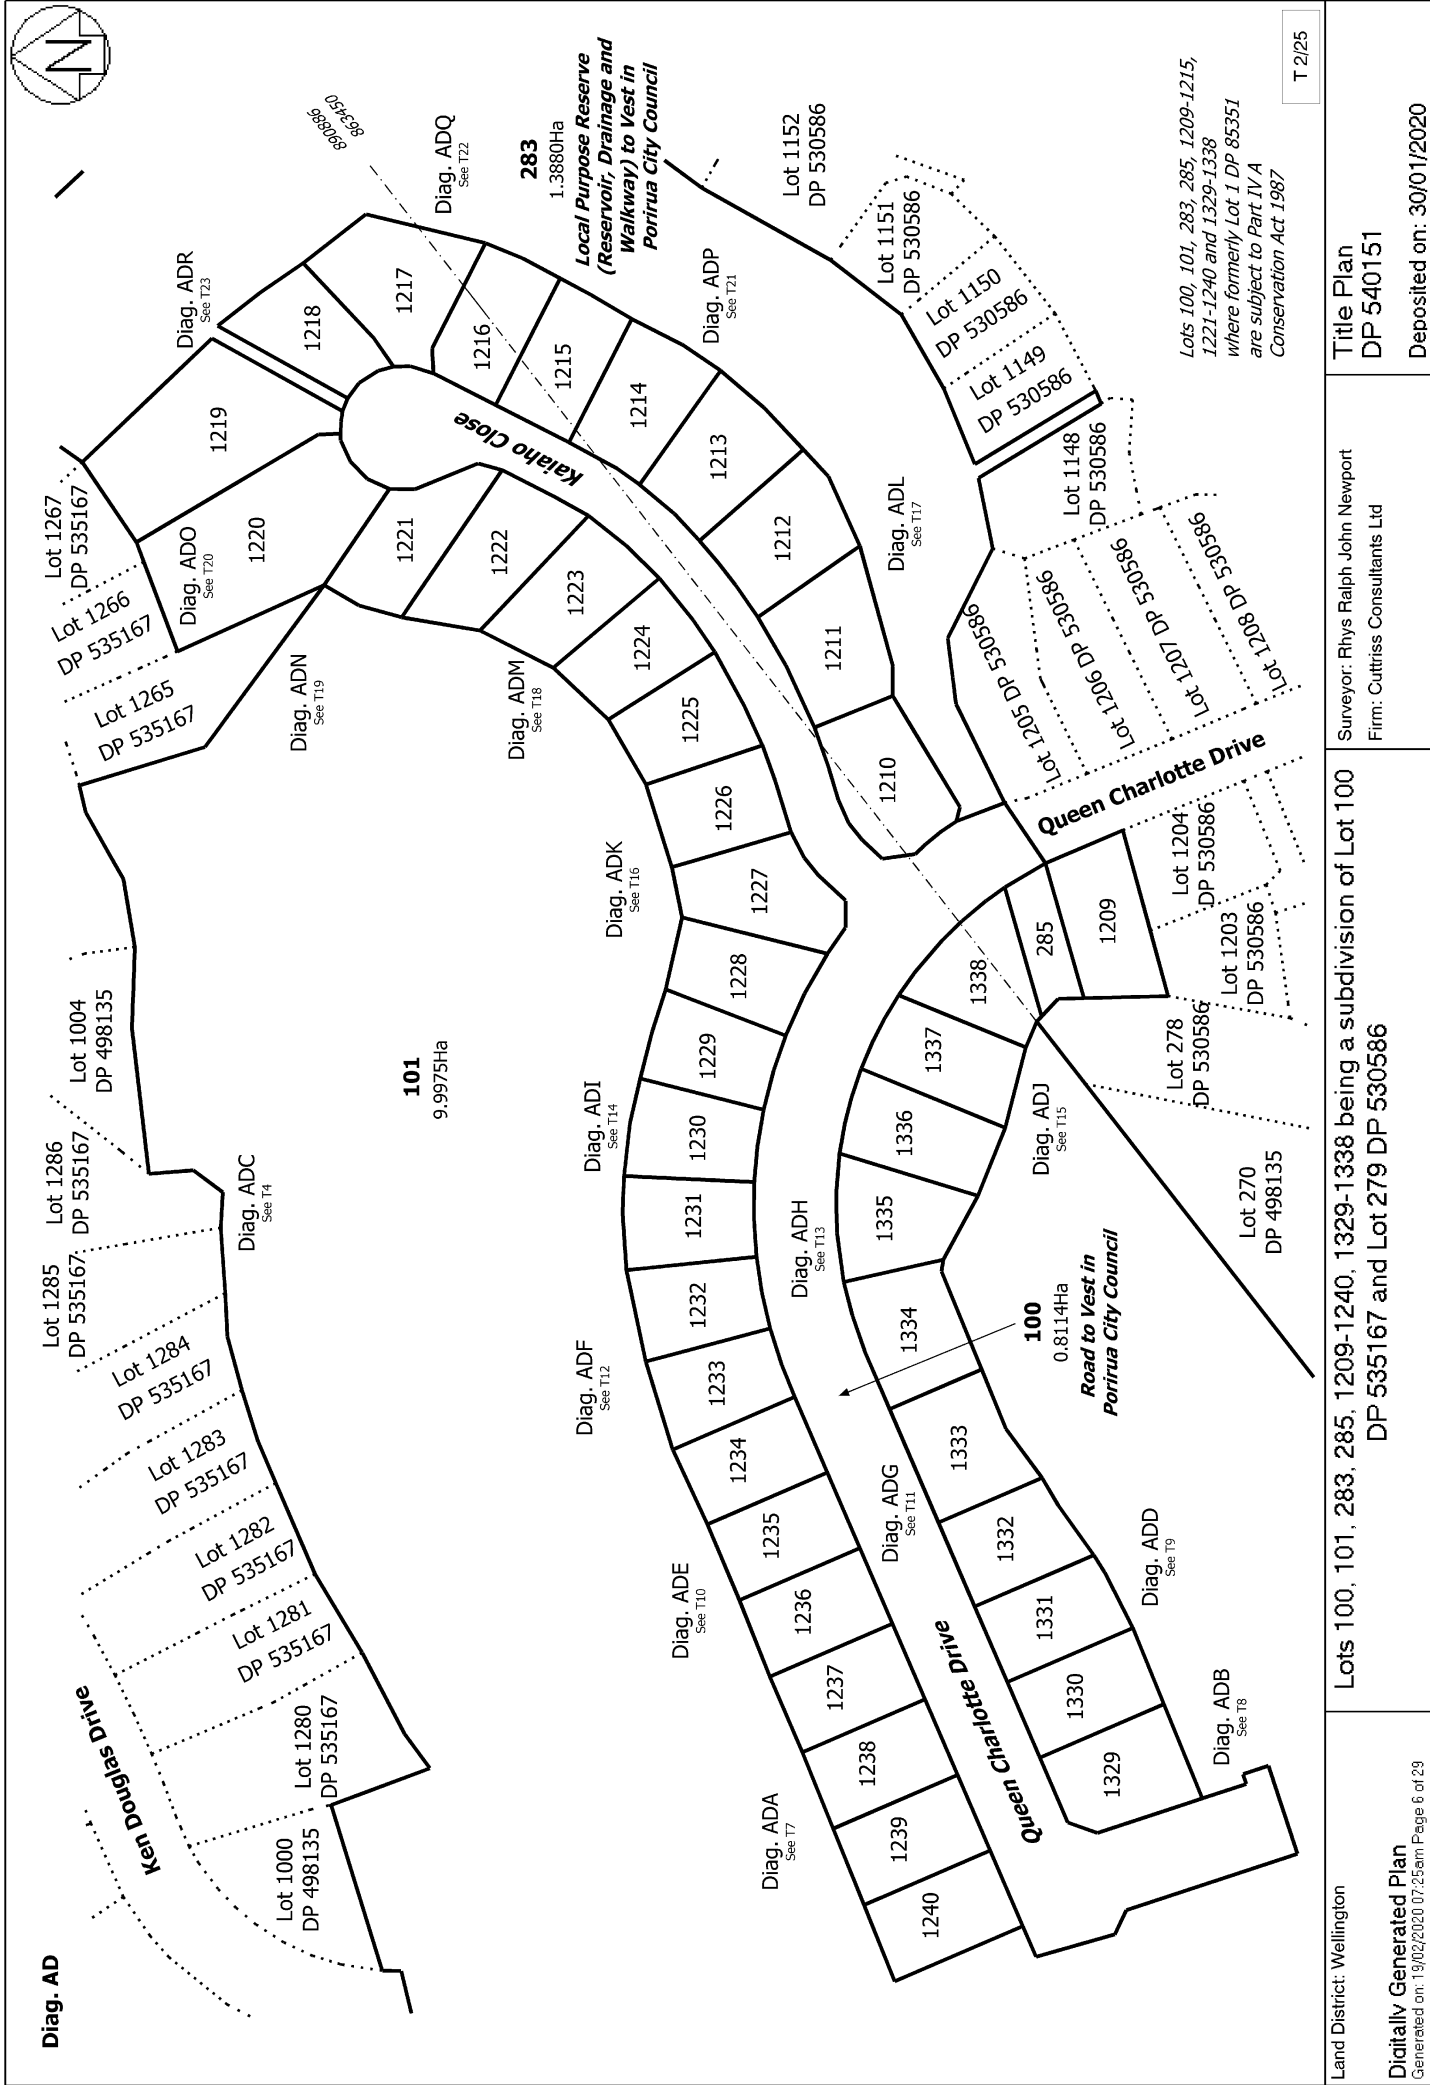 Diag. AD
N
T 2/25
890886
863450
Ken Douglas Drive
Lot 1000
DP 498135
Lot 1280
DP 535167
Lot 1281
DP 535167
Lot 1282
DP 535167
Lot 1283
DP 535167
Lot 1284
DP 535167
Lot 1285
DP 535167
Lot 1286
DP 535167
Lot 1004
DP 498135
Lot 1265
DP 535167
Lot 1266
DP 535167
Lot 1267
DP 535167
Diag. ADC
See T4
101
9.9975Ha
Diag. ADN
See T19
Diag. ADO
See T20
Diag. ADR
See T23
Diag. ADQ
See T22
283
1.3880Ha
Local Purpose Reserve
(Reservoir, Drainage and
Walkway) to Vest in
Porirua City Council
Diag. ADP
See T21
Diag. ADM
See T18
Diag. ADK
See T16
Diag. ADI
See T14
Diag. ADF
See T12
Diag. ADE
See T10
Diag. ADA
See T7
1240
1239
1238
1237
1236
1235
1234
1233
1232
1231
1230
1229
1228
1227
1226
1225
1224
1223
1222
1221
1220
1219
1218
1217
1216
1215
1214
1213
1212
1211
1210
Kaiaho Close
Diag. ADL
See T17
Diag. ADH
See T13
Diag. ADG
See T11
Queen Charlotte Drive
1329
1330
1331
1332
1333
1334
1335
1336
1337
1338
285
1209
Diag. ADB
See T8
Diag. ADD
See T9
100
0.8114Ha
Road to Vest in
Porirua City Council
Diag. ADJ
See T15
Lot 270
DP 498135
Lot 278
DP 530586
Lot 1203
DP 530586
Lot 1204
DP 530586
Queen Charlotte Drive
Lot 1205 DP 530586
Lot 1206 DP 530586
Lot 1207 DP 530586
Lot 1208 DP 530586
Lot 1148
DP 530586
Lot 1149
DP 530586
Lot 1150
DP 530586
Lot 1151
DP 530586
Lot 1152
DP 530586
Lots 100, 101, 283, 285, 1209-1215,
1221-1240 and 1329-1338
where formerly Lot 1 DP 85351
are subject to Part IV A
Conservation Act 1987
Land District: Wellington
Digitally Generated Plan
Generated on: 19/02/2020 07:25am Page 6 of 29
Lots 100, 101, 283, 285, 1209-1240, 1329-1338 being a subdivision of Lot 100
DP 535167 and Lot 279 DP 530586
Surveyor: Rhys Ralph John Newport
Firm: Cuttriss Consultants Ltd
Title Plan
DP 540151
Deposited on: 30/01/2020